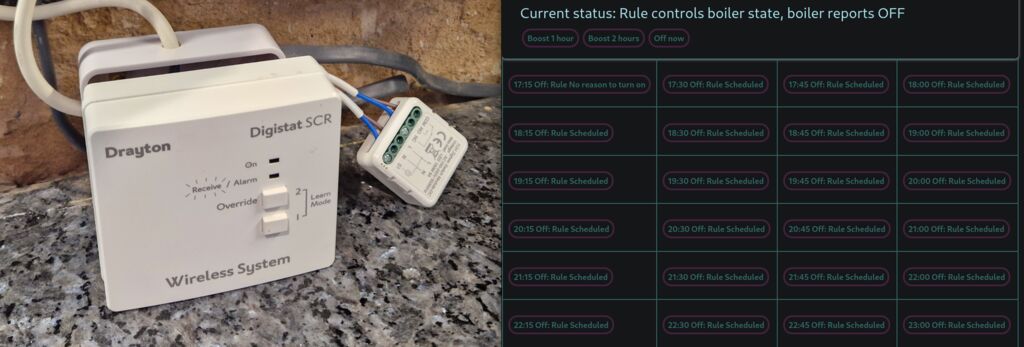 Drayton
Digistat SCR
On
Receive
Alarm
Override
2
1
Learn
Mode
Wireless System
Current status: Rule controls boiler state, boiler reports OFF
Boost 1 hour Boost 2 hours Off now
17:15 Off: Rule No reason to turn on 17:30 Off: Rule Scheduled 17:45 Off: Rule Scheduled 18:00 Off: Rule Scheduled
18:15 Off: Rule Scheduled 18:30 Off: Rule Scheduled 18:45 Off: Rule Scheduled 19:00 Off: Rule Scheduled
19:15 Off: Rule Scheduled 19:30 Off: Rule Scheduled 19:45 Off: Rule Scheduled 20:00 Off: Rule Scheduled
20:15 Off: Rule Scheduled 20:30 Off: Rule Scheduled 20:45 Off: Rule Scheduled 21:00 Off: Rule Scheduled
21:15 Off: Rule Scheduled 21:30 Off: Rule Scheduled 21:45 Off: Rule Scheduled 22:00 Off: Rule Scheduled
22:15 Off: Rule Scheduled 22:30 Off: Rule Scheduled 22:45 Off: Rule Scheduled 23:00 Off: Rule Scheduled